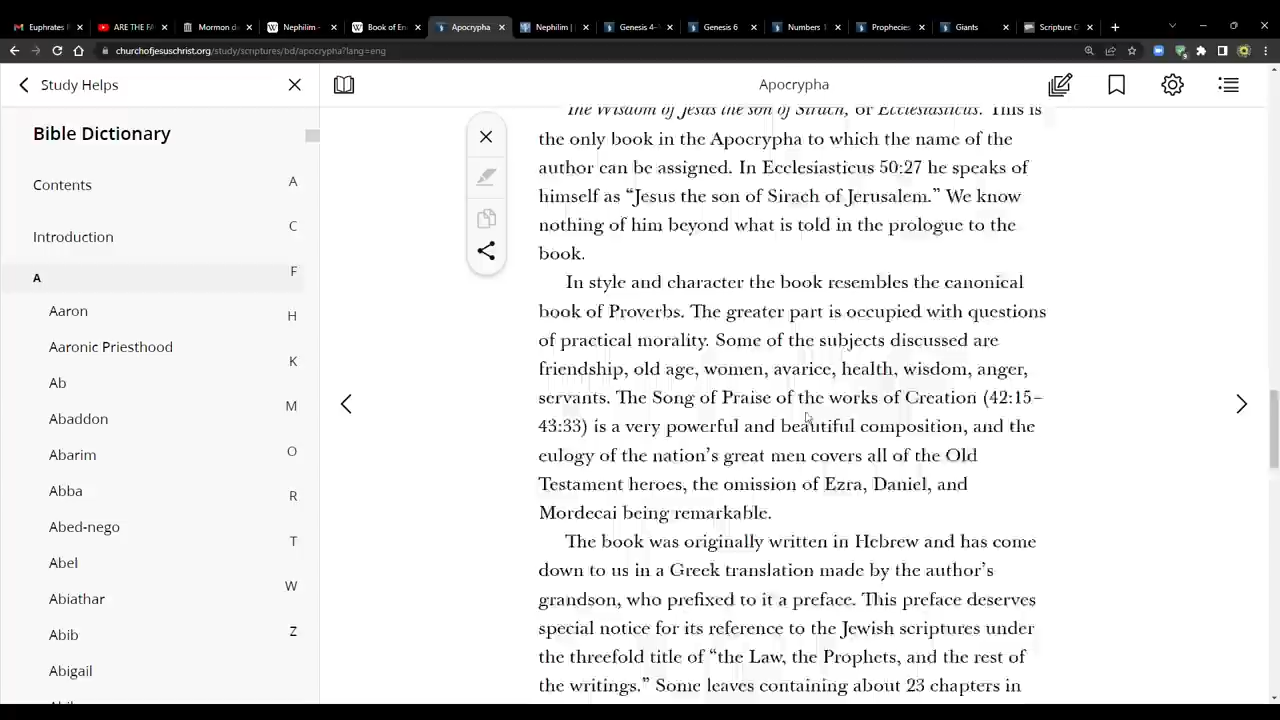 Euphrates R
ARE THE FA
Mormon de
Nephilim -
Book of En
Apocrypha
Nephilim |
Genesis 4-
Genesis 6
Numbers 1
Prophecies
Giants
Scripture C
churchofjesuschrist.org/study/scriptures/bd/apocrypha?lang=eng
Study Helps
Apocrypha
Bible Dictionary
Contents
Introduction
A
Aaron
Aaronic Priesthood
Ab
Abaddon
Abarim
Abba
Abed-nego
Abel
Abiathar
Abib
Abigail
A
C
F
H
K
M
O
R
T
W
Z
The Wisdom of Jesus the son of Sirach, or Ecclesiasticus. This is
the only book in the Apocrypha to which the name of the
author can be assigned. In Ecclesiasticus 50:27 he speaks of
himself as “Jesus the son of Sirach of Jerusalem.” We know
nothing of him beyond what is told in the prologue to the
book.
In style and character the book resembles the canonical
book of Proverbs. The greater part is occupied with questions
of practical morality. Some of the subjects discussed are
friendship, old age, women, avarice, health, wisdom, anger,
servants. The Song of Praise of the works of Creation (42:15–
43:33) is a very powerful and beautiful composition, and the
eulogy of the nation’s great men covers all of the Old
Testament heroes, the omission of Ezra, Daniel, and
Mordecai being remarkable.
The book was originally written in Hebrew and has come
down to us in a Greek translation made by the author’s
grandson, who prefixed to it a preface. This preface deserves
special notice for its reference to the Jewish scriptures under
the threefold title of “the Law, the Prophets, and the rest of
the writings.” Some leaves containing about 23 chapters in